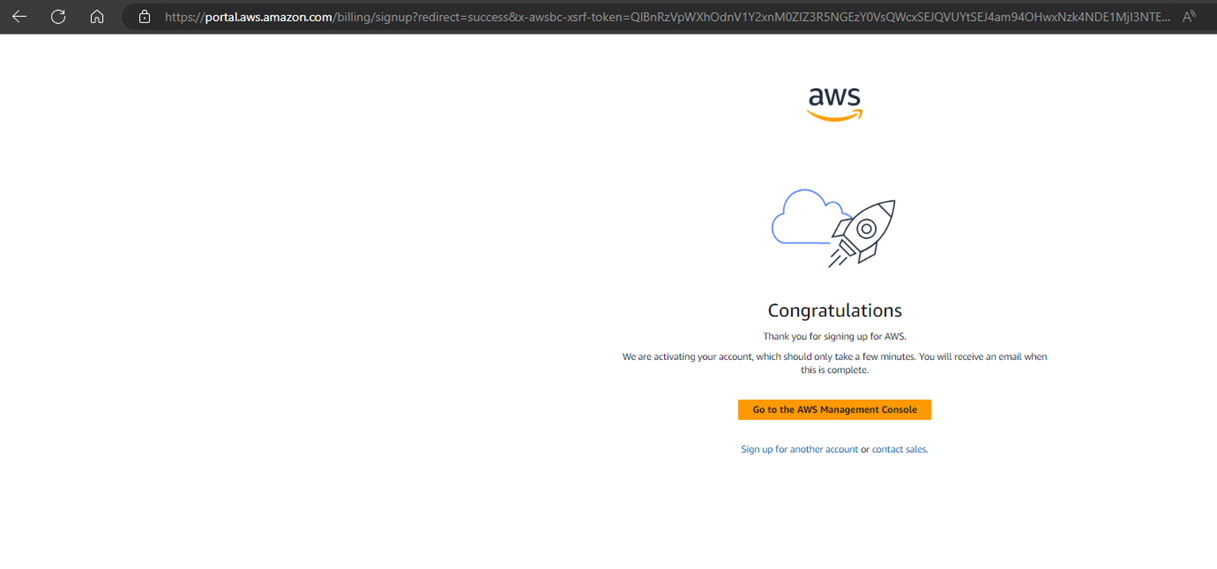 https://portal.aws.amazon.com/billing/signup?redirect=success&x-awsbc-xsrf-token=QIBnRzVpWXhOdnV1Y2xnM0ZIZ3R5NGEzY0VsQWcxSEJQVUYtSEJ4am94OHwxNzk4NDE1MjI3NTE...
aws
Congratulations
Thank you for signing up for AWS.
We are activating your account, which should only take a few minutes. You will receive an email when
this is complete.
Go to the AWS Management Console
Sign up for another account or contact sales.